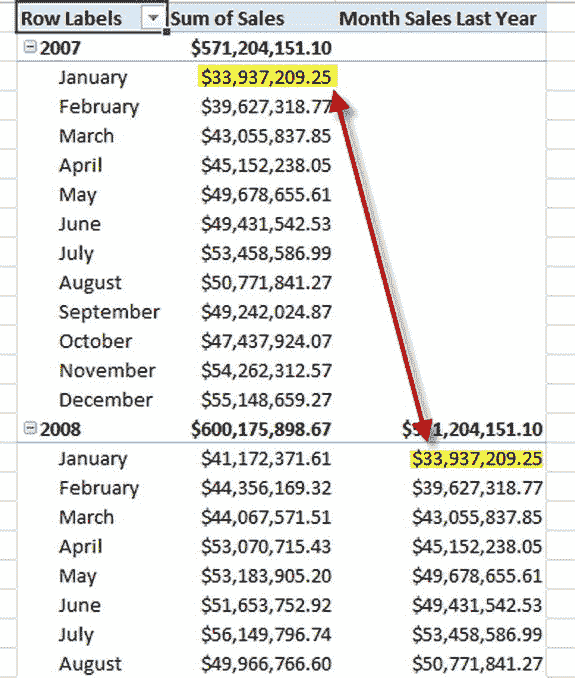 Row Labels Sum of Sales Month Sales Last Year
2007 $571,204,151.10
January $33,937,209.25
February $39,627,318.77
March $43,055,837.85
April $45,152,238.05
May $49,678,655.61
June $49,431,542.53
July $53,458,586.99
August $50,771,841.27
September $49,242,024.87
October $47,437,924.07
November $54,262,312.57
December $55,148,659.27
2008 $600,175,898.67
January $41,172,371.61 $33,937,209.25
February $44,356,169.32 $39,627,318.77
March $44,067,571.51 $43,055,837.85
April $53,070,715.43 $45,152,238.05
May $53,183,905.20 $49,678,655.61
June $51,653,752.92 $49,431,542.53
July $56,149,796.74 $53,458,586.99
August $49,966,766.60 $50,771,841.27